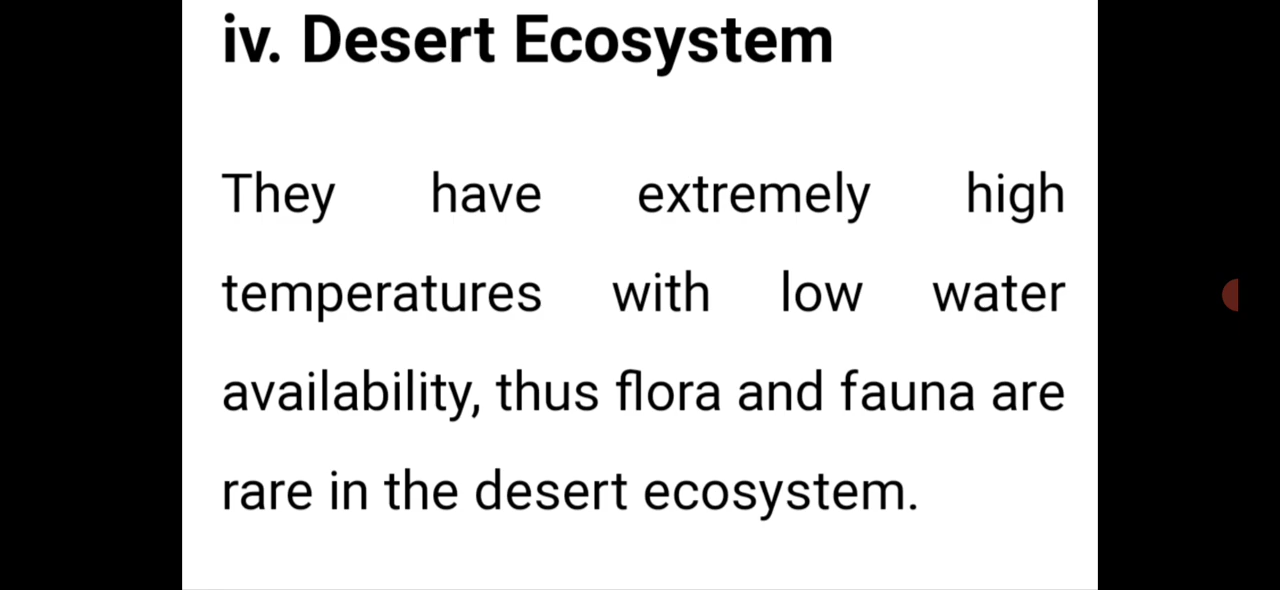 iv. Desert Ecosystem
They have extremely high
temperatures with low water
availability, thus flora and fauna are
rare in the desert ecosystem.